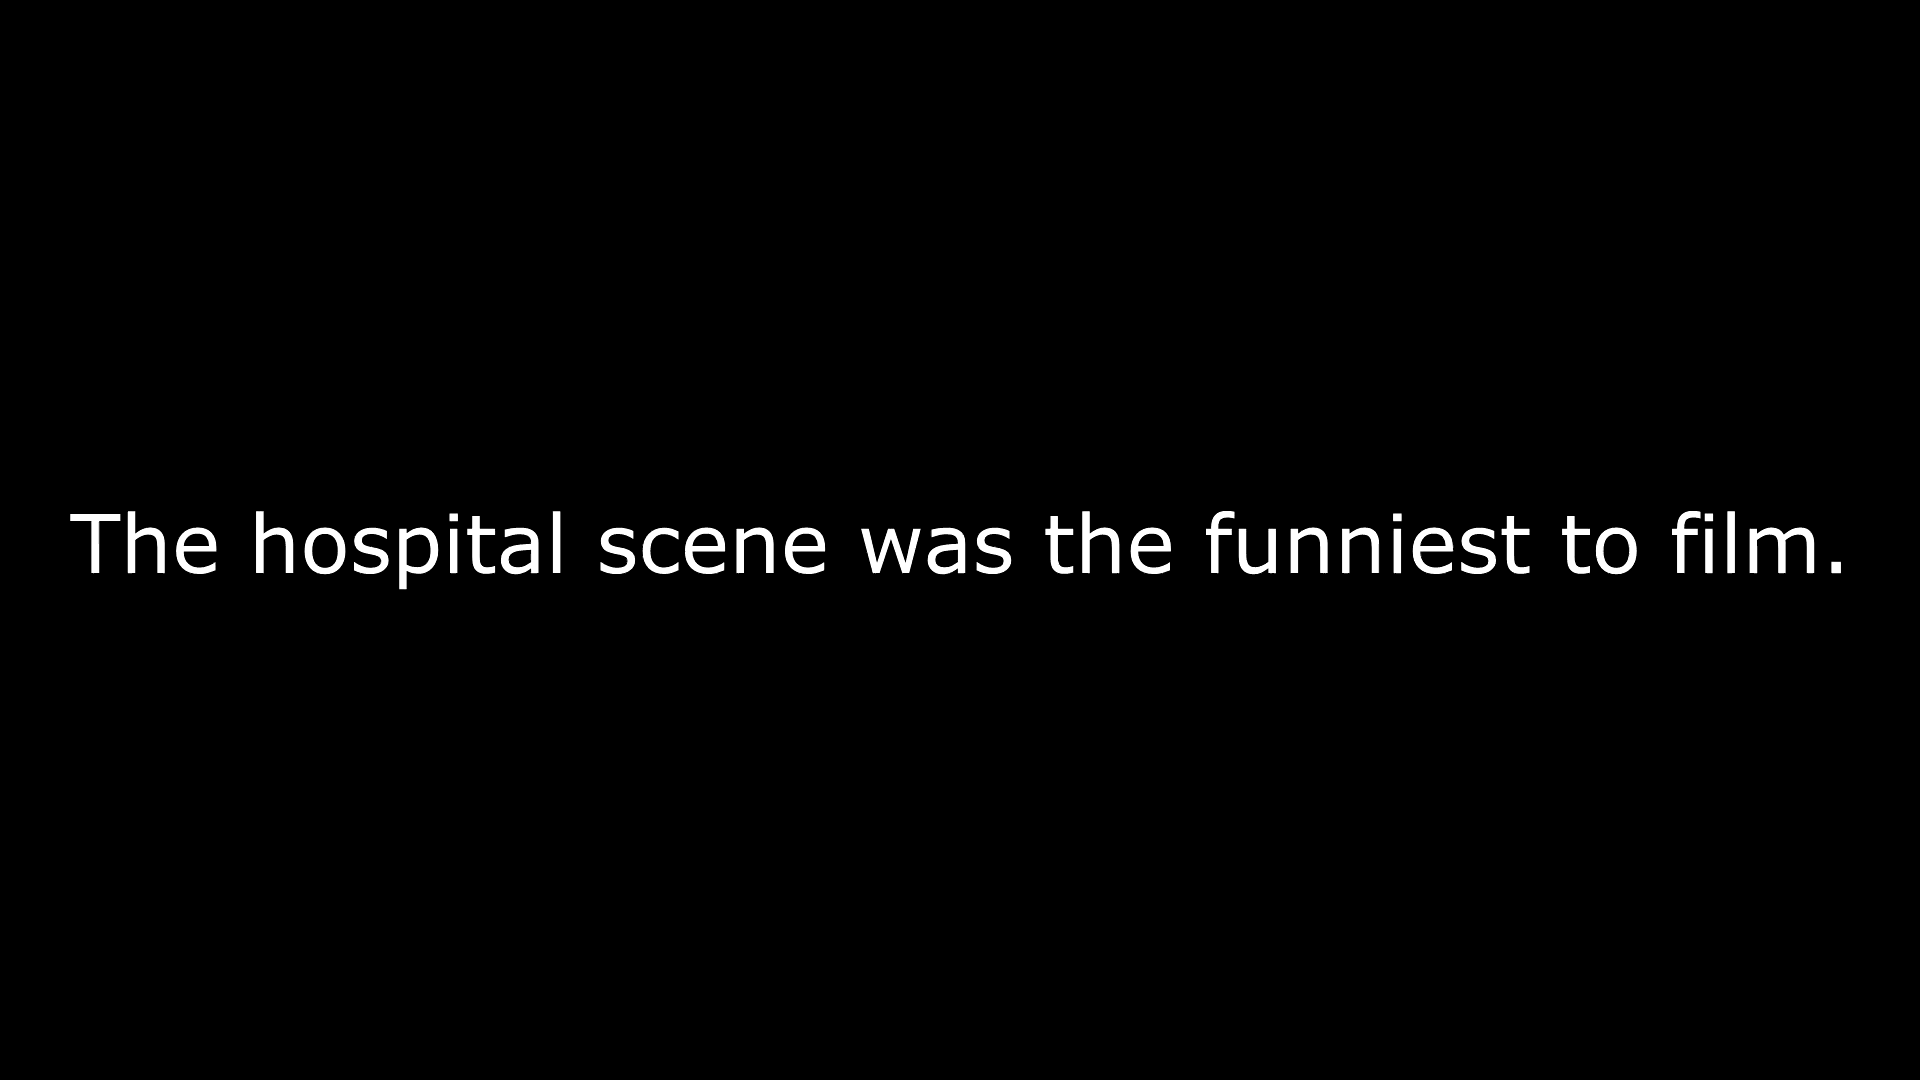 The hospital scene was the funniest to film.